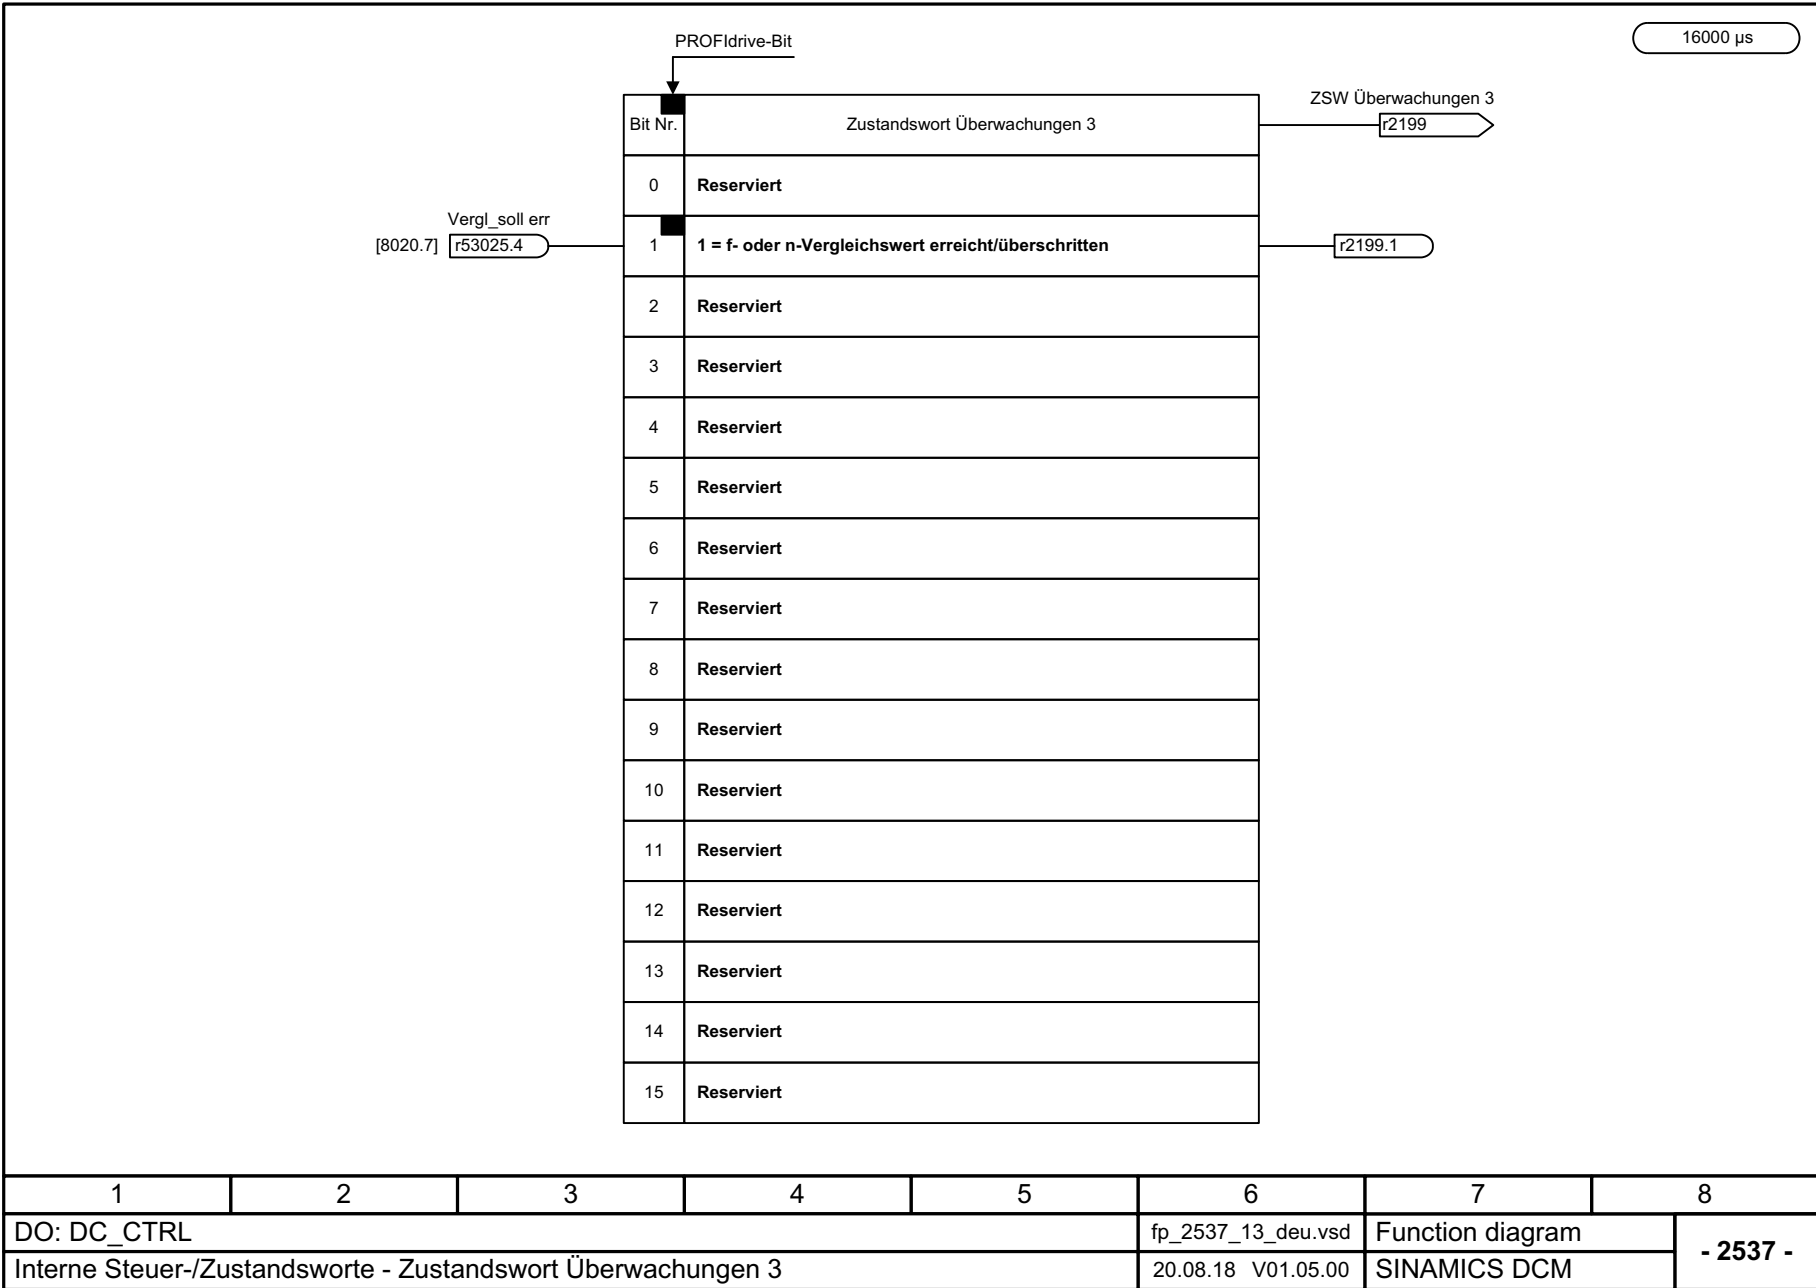 PROFIdrive-Bit
16000 µs
Bit Nr.
Zustandswort Überwachungen 3
ZSW Überwachungen 3
r2199
0 Reserviert
Vergl_soll err
[8020.7] r53025.4
1 1 = f- oder n-Vergleichswert erreicht/überschritten
r2199.1
2 Reserviert
3 Reserviert
4 Reserviert
5 Reserviert
6 Reserviert
7 Reserviert
8 Reserviert
9 Reserviert
10 Reserviert
11 Reserviert
12 Reserviert
13 Reserviert
14 Reserviert
15 Reserviert
1 2 3 4 5 6 7 8
DO: DC_CTRL
fp_2537_13_deu.vsd
Function diagram
- 2537 -
Interne Steuer-/Zustandsworte - Zustandswort Überwachungen 3
20.08.18 V01.05.00
SINAMICS DCM